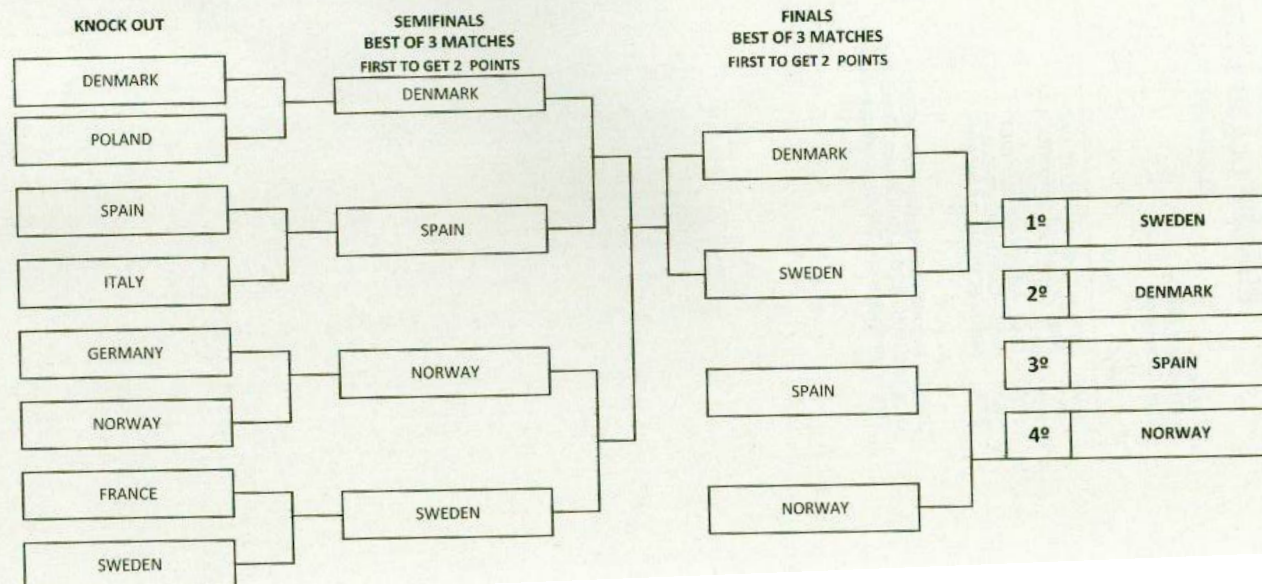 KNOCK OUT
DENMARK
POLAND
SPAIN
ITALY
GERMANY
NORWAY
FRANCE
SWEDEN
SEMIFINALS
BEST OF 3 MATCHES
FIRST TO GET 2 POINTS
DENMARK
SPAIN
NORWAY
SWEDEN
FINALS
BEST OF 3 MATCHES
FIRST TO GET 2 POINTS
DENMARK
SWEDEN
SPAIN
NORWAY
1º SWEDEN
2º DENMARK
3º SPAIN
4º NORWAY